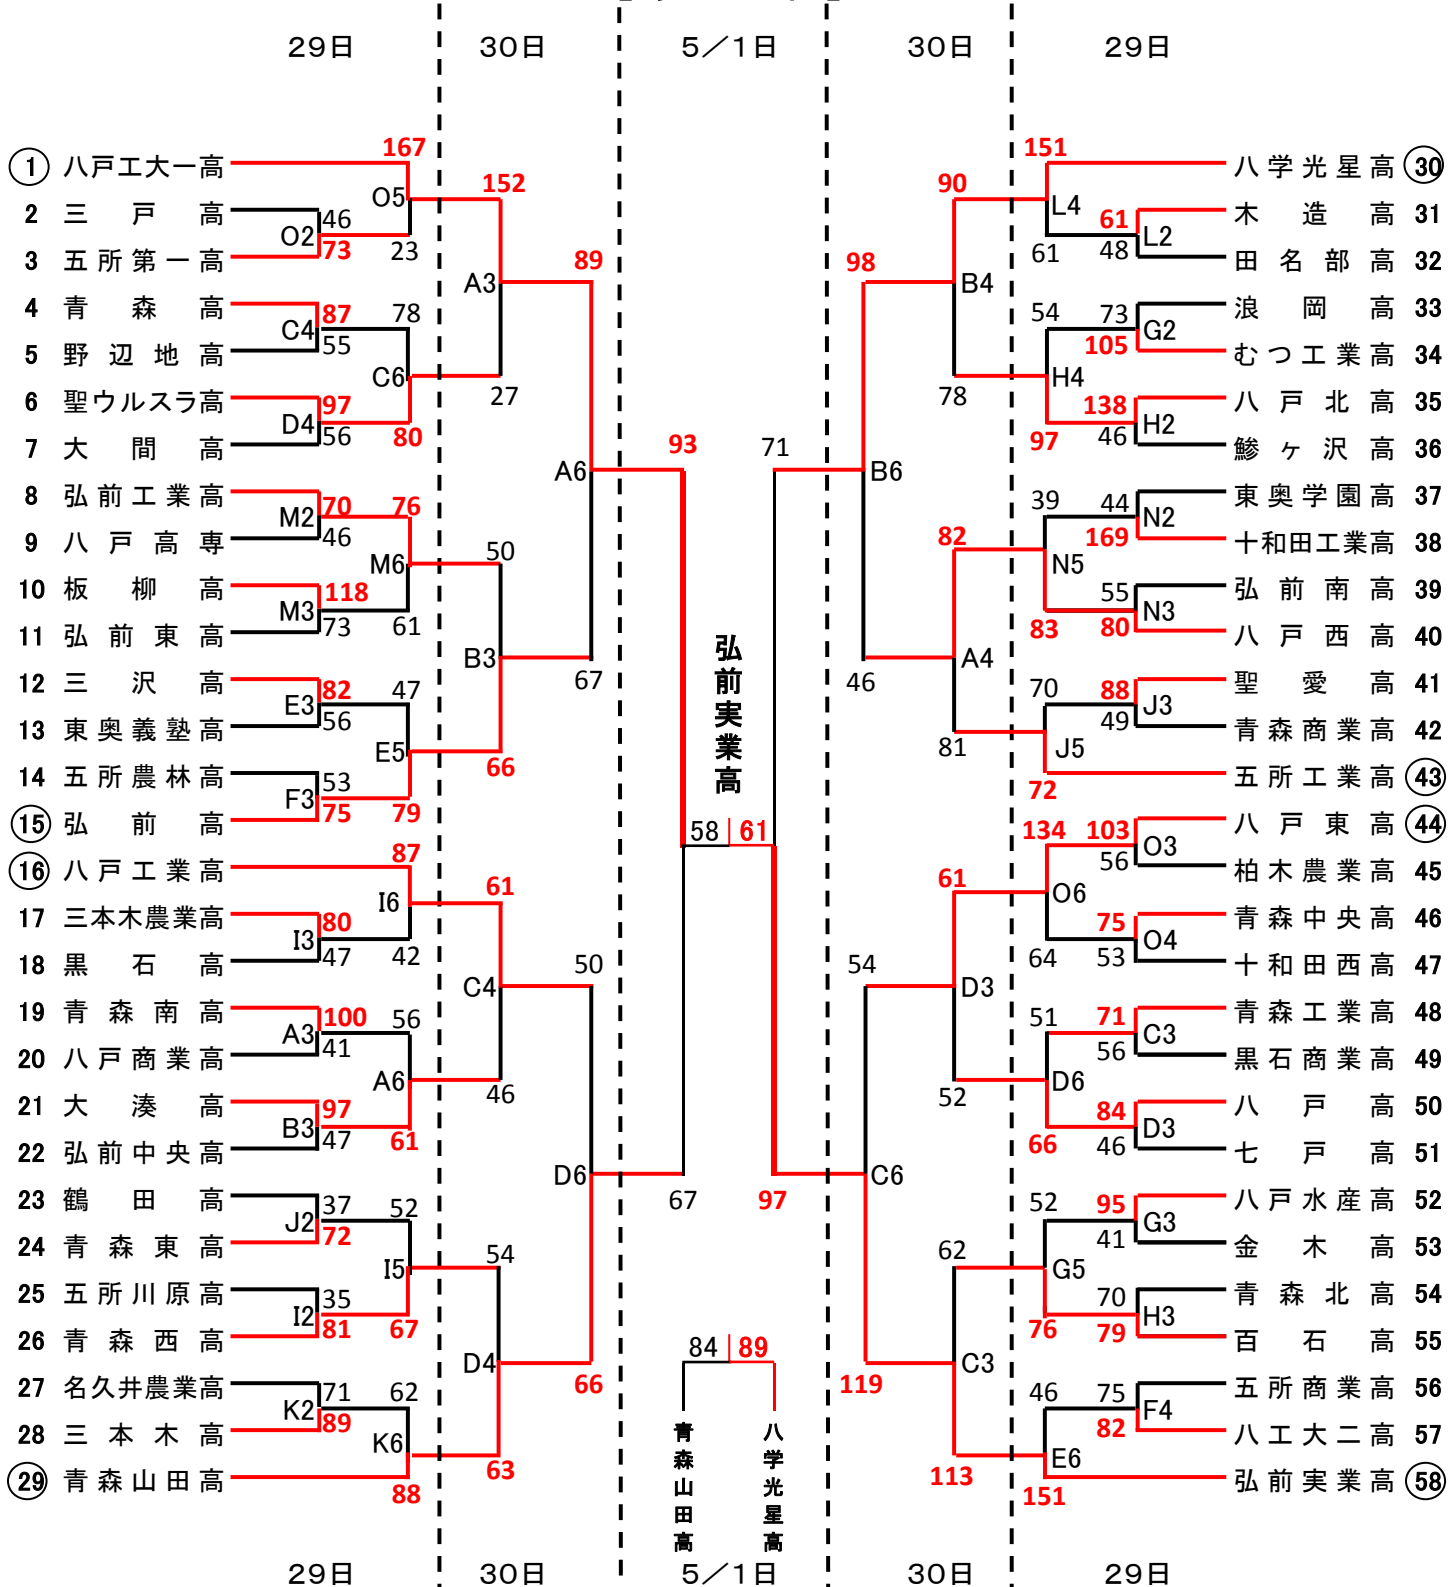 29日 30日 5／1日 30日 29日
1 八戸工大一高 167
2 三戸高 46 O2 O5 152
3 五所第一高 73 23
4 青森高 87 C4 78 A3 89
5 野辺地高 55 C6
6 聖ウルスラ高 97 D4 27
7 大間高 56 80 A6 93
8 弘前工業高 70 M2 76
9 八戸高専 46 M6 50
10 板柳高 118 M3
11 弘前東高 73 61 B3 67
12 三沢高 82 E3 47
13 東奥義塾高 56 E5 66
14 五所農林高 53 F3
15 弘前高 75 79
16 八戸工業高 87
17 三本木農業高 80 I3 I6 61
18 黒石高 47 42 C4 50
19 青森南高 100 A3 56
20 八戸商業高 41 A6 46
21 大湊高 97 B3
22 弘前中央高 47 61 D6 67
23 鶴田高 37 J2 52
24 青森東高 72 I5 54
25 五所川原高 35 I2
26 青森西高 81 67 D4 66
27 名久井農業高 71 K2 62
28 三本木高 89 K6 63
29 青森山田高 88
弘前実業高
58 61
84 89
青森山田高
八学光星高
151 八学光星高 30
90 L4 61 L2 木造高 31
61 48 田名部高 32
98 B4 54 73 G2 浪岡高 33
H4 105 むつ工業高 34
78 138 H2 八戸北高 35
71 B6 97 46 鯵ヶ沢高 36
39 44 N2 東奥学園高 37
82 N5 169 十和田工業高 38
55 N3 弘前南高 39
46 A4 83 80 八戸西高 40
70 88 J3 聖愛高 41
81 J5 49 青森商業高 42
72 五所工業高 43
134 103 O3 八戸東高 44
61 O6 56 柏木農業高 45
75 O4 青森中央高 46
54 D3 64 53 十和田西高 47
51 71 C3 青森工業高 48
52 D6 56 黒石商業高 49
84 D3 八戸高 50
97 C6 66 46 七戸高 51
52 95 G3 八戸水産高 52
62 G5 41 金木高 53
70 H3 青森北高 54
119 C3 76 79 百石高 55
46 75 F4 五所商業高 56
113 E6 82 八工大二高 57
151 弘前実業高 58
29日 30日 5／1日 30日 29日